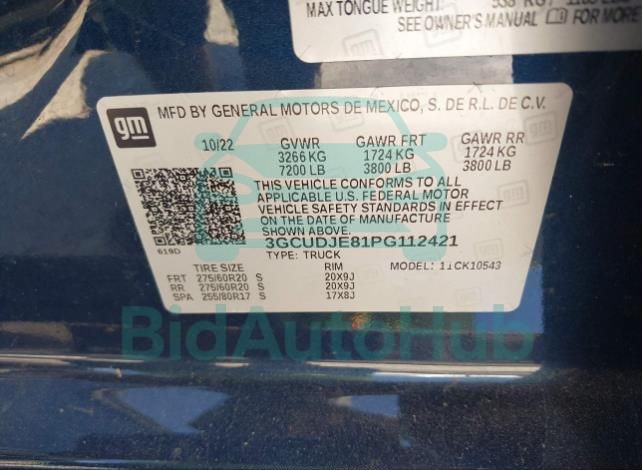 MAX TONGUE WEIGHT:
SEE OWNER'S MANUAL FOR MORE
gm
MFD BY GENERAL MOTORS DE MEXICO, S. DE R.L. DE C.V.
10/22 GVWR GAWR FRT GAWR RR
3266 KG 1724 KG 1724 KG
7200 LB 3800 LB 3800 LB
THIS VEHICLE CONFORMS TO ALL
APPLICABLE U.S. FEDERAL MOTOR
VEHICLE SAFETY STANDARDS IN EFFECT
ON THE DATE OF MANUFACTURE
SHOWN ABOVE.
3GCUDJE81PG112421
619D TYPE: TRUCK MODEL: 11CK10543
TIRE SIZE RIM
FRT 275/60R20 S 20X9J
RR 275/60R20 S 20X9J
SPA 255/80R17 S 17X8J
BidAutoHub